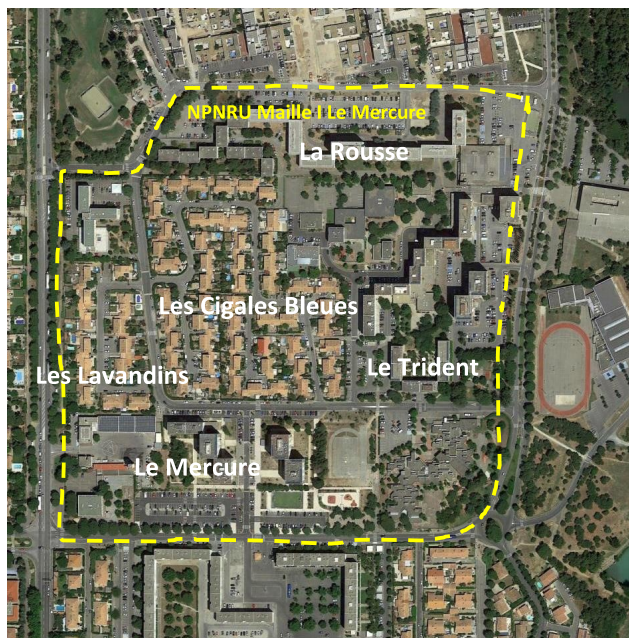 NPNRU Maille I Le Mercure
La Rousse
Les Cigales Bleues
Le Trident
Les Lavandins
Le Mercure